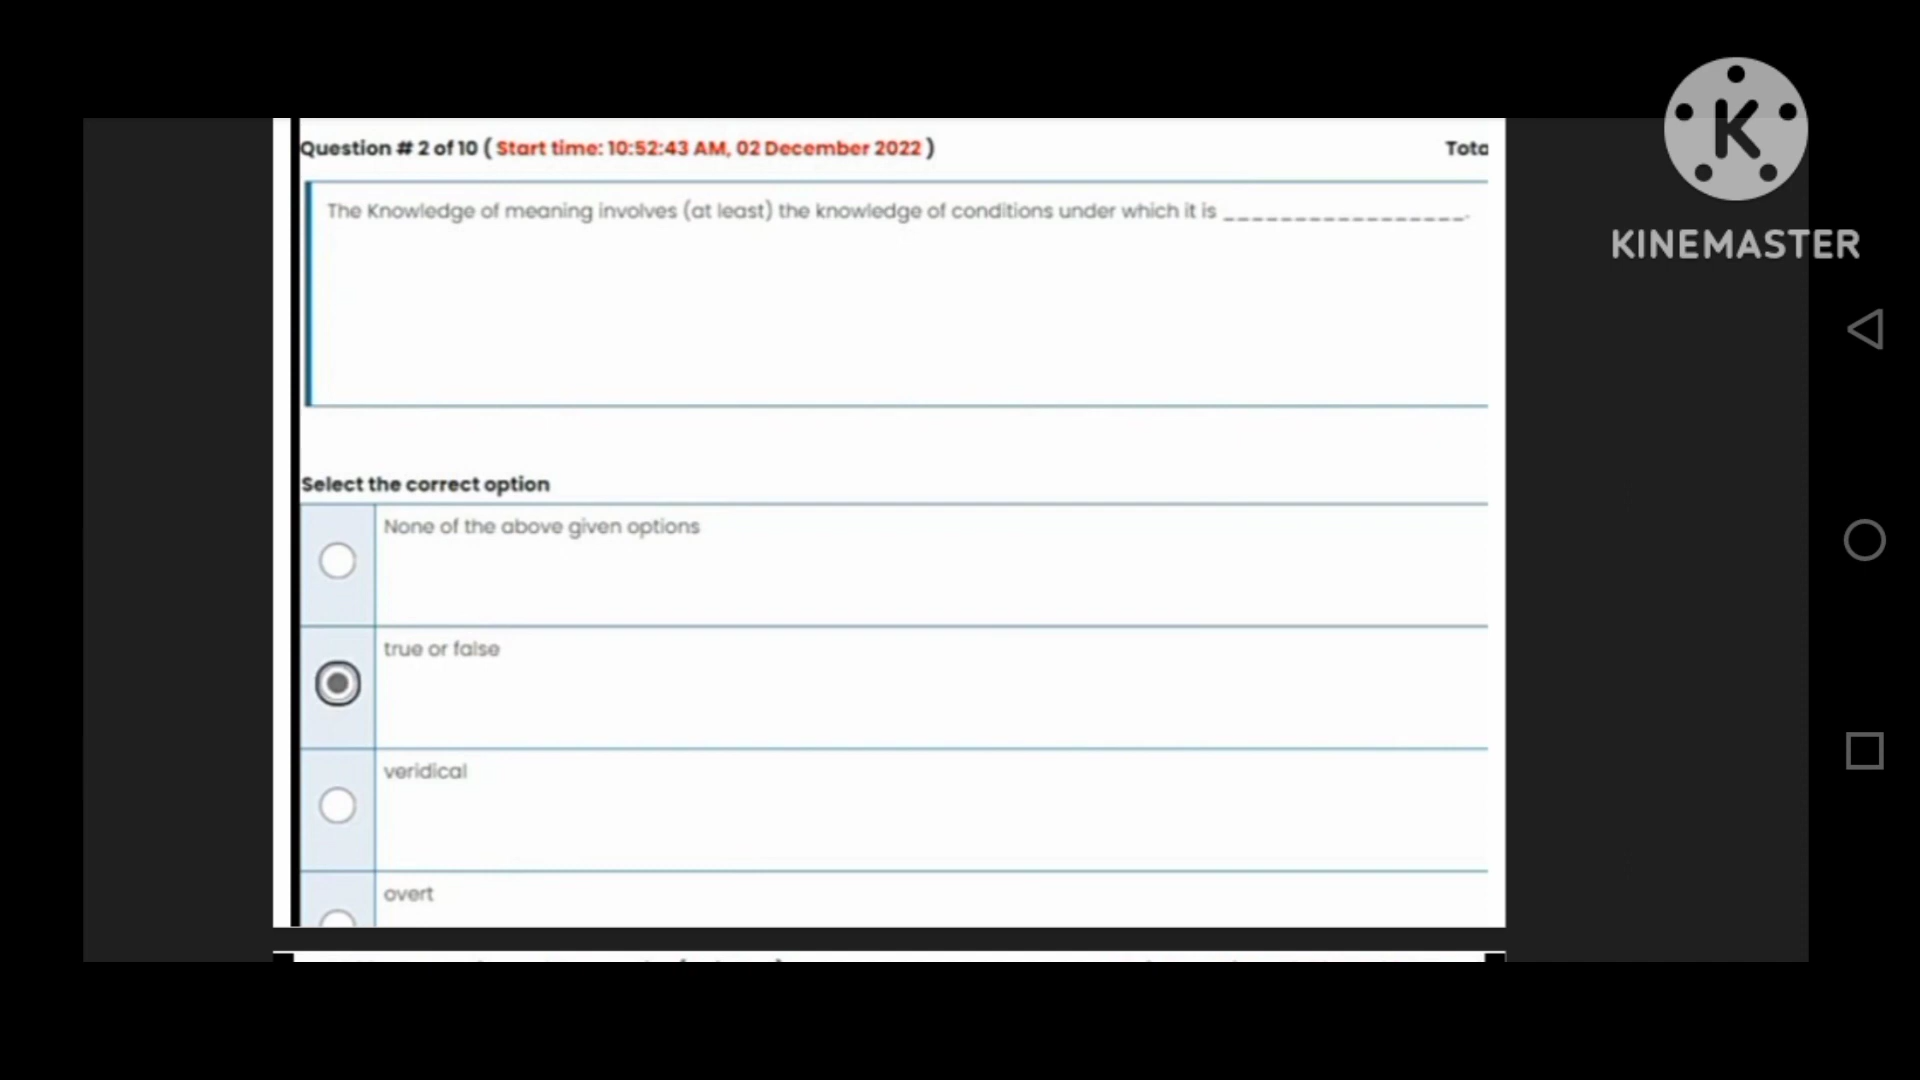 Question # 2 of 10 ( Start time: 10:52:43 AM, 02 December 2022 )
Tota
K
KINEMASTER
The Knowledge of meaning involves (at least) the knowledge of conditions under which it is _________________.
Select the correct option
None of the above given options
true or false
veridical
overt